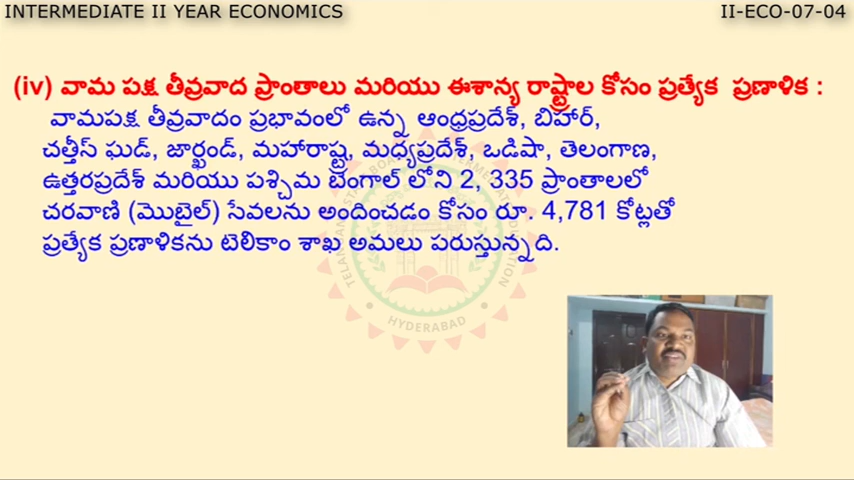 INTERMEDIATE II YEAR ECONOMICS
II-ECO-07-04
(iv) వామ పక్ష తీవ్రవాద ప్రాంతాలు మరియు ఈశాన్య రాష్ట్రాల కోసం ప్రత్యేక ప్రణాళిక :
వామపక్ష తీవ్రవాదం ప్రభావంలో ఉన్న ఆంధ్రప్రదేశ్, బిహార్,
చత్తీస్ ఘడ్, జార్ఖండ్, మహారాష్ట్ర, మధ్యప్రదేశ్, ఒడిషా, తెలంగాణ,
ఉత్తరప్రదేశ్ మరియు పశ్చిమ బెంగాల్ లోని 2, 335 ప్రాంతాలలో
చరవాణి (మొబైల్) సేవలను అందించడం కోసం రూ. 4,781 కోట్లతో
ప్రత్యేక ప్రణాళికను టెలికాం శాఖ అమలు పరుస్తున్నది.
HYDERABAD